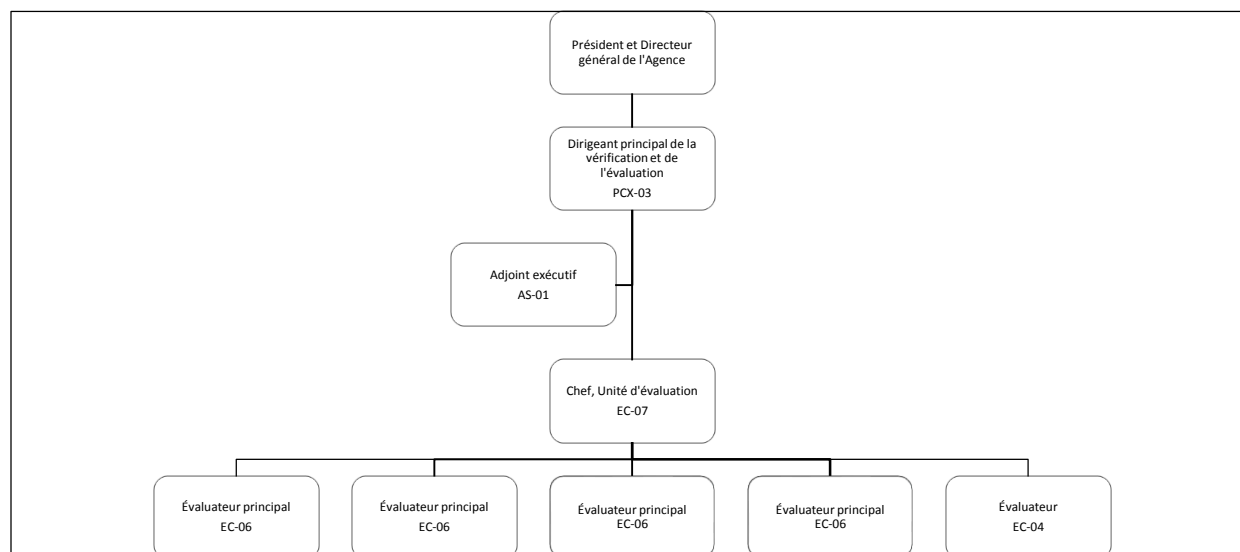 Président et Directeur
général de l'Agence
Dirigeant principal de la
vérification et de
l'évaluation
PCX-03
Adjoint exécutif
AS-01
Chef, Unité d'évaluation
EC-07
Évaluateur principal
EC-06
Évaluateur principal
EC-06
Évaluateur principal
EC-06
Évaluateur principal
EC-06
Évaluateur
EC-04